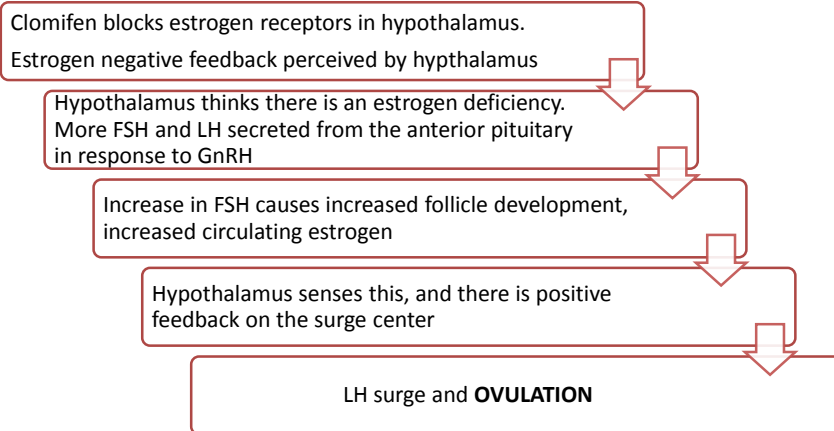 Clomifen blocks estrogen receptors in hypothalamus.
Estrogen negative feedback perceived by hypthalamus
Hypothalamus thinks there is an estrogen deficiency.
More FSH and LH secreted from the anterior pituitary
in response to GnRH
Increase in FSH causes increased follicle development,
increased circulating estrogen
Hypothalamus senses this, and there is positive
feedback on the surge center
LH surge and OVULATION